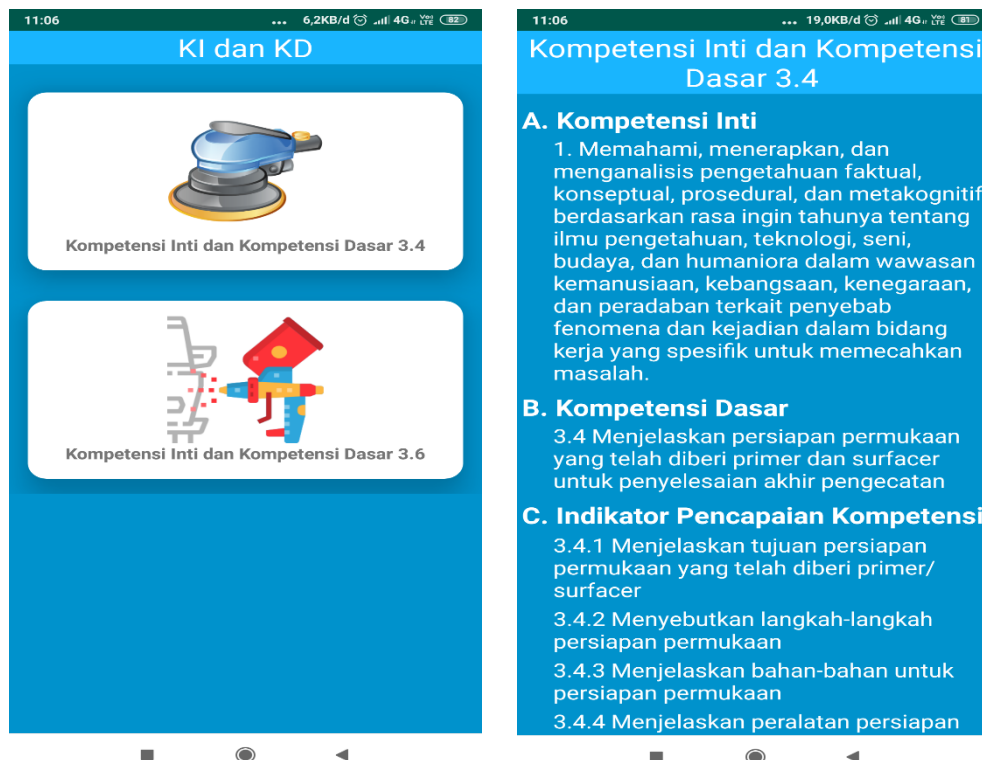 11:06
... 6,2KB/d 4G Vo) LTE 82
KI dan KD
Kompetensi Inti dan Kompetensi Dasar 3.4
Kompetensi Inti dan Kompetensi Dasar 3.6
11:06
... 19,0KB/d 4G Vo) LTE 81
Kompetensi Inti dan Kompetensi
Dasar 3.4
A. Kompetensi Inti
1. Memahami, menerapkan, dan
menganalisis pengetahuan faktual,
konseptual, prosedural, dan metakognitif
berdasarkan rasa ingin tahunya tentang
ilmu pengetahuan, teknologi, seni,
budaya, dan humaniora dalam wawasan
kemanusiaan, kebangsaan, kenegaraan,
dan peradaban terkait penyebab
fenomena dan kejadian dalam bidang
kerja yang spesifik untuk memecahkan
masalah.
B. Kompetensi Dasar
3.4 Menjelaskan persiapan permukaan
yang telah diberi primer dan surfacer
untuk penyelesaian akhir pengecatan
C. Indikator Pencapaian Kompetensi
3.4.1 Menjelaskan tujuan persiapan
permukaan yang telah diberi primer/
surfacer
3.4.2 Menyebutkan langkah-langkah
persiapan permukaan
3.4.3 Menjelaskan bahan-bahan untuk
persiapan permukaan
3.4.4 Menjelaskan peralatan persiapan